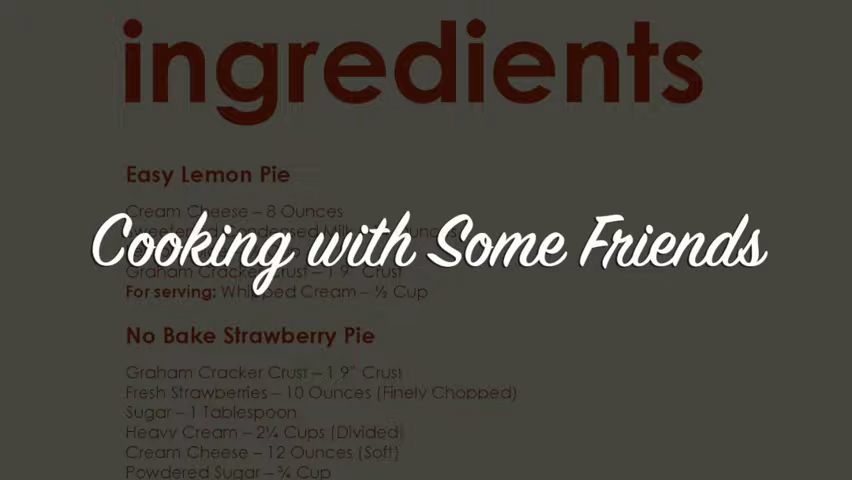 ingredients
Easy Lemon Pie
Cream Cheese – 8 Ounces
Sweetened Condensed Milk
Cooking with Some Friends
Graham Cracker Crust – 1 9" Crust
For serving: Whipped Cream – ½ Cup
No Bake Strawberry Pie
Graham Cracker Crust – 1 9" Crust
Fresh Strawberries – 10 Ounces (Finely Chopped)
Sugar – 1 Tablespoon
Heavy Cream – 2¼ Cups (Divided)
Cream Cheese – 12 Ounces (Soft)
Powdered Sugar – ¾ Cup